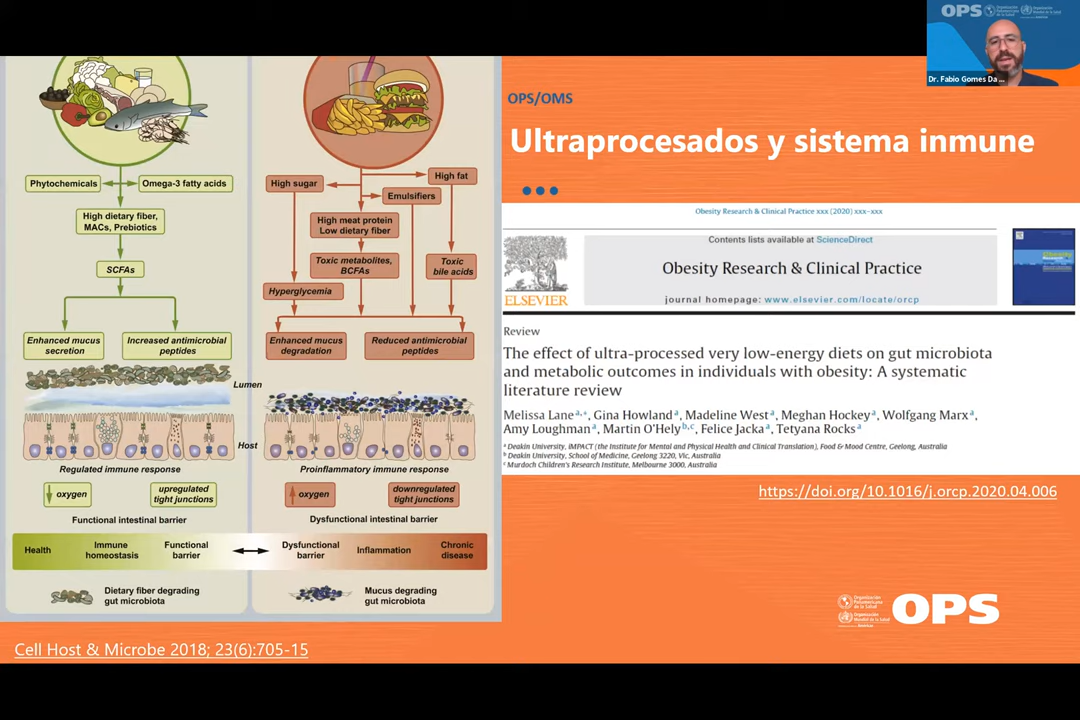 OPS
Dr. Fabio Gomes Da ...
OPS/OMS
Ultraprocesados y sistema inmune
Phytochemicals
Omega-3 fatty acids
High dietary fiber,
MACs, Prebiotics
SCFAs
Enhanced mucus
secretion
Increased antimicrobial
peptides
High sugar
High fat
Emulsifiers
High meat protein
Low dietary fiber
Toxic metabolites,
BCFAs
Toxic
bile acids
Hyperglycemia
Enhanced mucus
degradation
Reduced antimicrobial
peptides
Lumen
Host
Regulated immune response
Proinflammatory immune response
oxygen
upregulated
tight junctions
oxygen
downregulated
tight junctions
Functional intestinal barrier
Dysfunctional intestinal barrier
Health
Immune
homeostasis
Functional
barrier
Dysfunctional
barrier
Inflammation
Chronic
disease
Dietary fiber degrading
gut microbiota
Mucus degrading
gut microbiota
Cell Host & Microbe 2018; 23(6):705-15
Obesity Research & Clinical Practice xxx (2020) xxx-xxx
Contents lists available at ScienceDirect
Obesity Research & Clinical Practice
journal homepage: www.elsevier.com/locate/orcp
ELSEVIER
Review
The effect of ultra-processed very low-energy diets on gut microbiota
and metabolic outcomes in individuals with obesity: A systematic
literature review
Melissa Lane a,*, Gina Howland a, Madeline West a, Meghan Hockey a, Wolfgang Marx a,
Amy Loughman a, Martin O'Hely b,c, Felice Jacka a, Tetyana Rocks a
a Deakin University, iMPACT (the Institute for Mental and Physical Health and Clinical Translation), Food & Mood Centre, Geelong, Australia
b Deakin University, School of Medicine, Geelong 3220, Vic, Australia
c Murdoch Children's Research Institute, Melbourne 3000, Australia
https://doi.org/10.1016/j.orcp.2020.04.006
Organización
Panamericana
de la Salud
Organización
Mundial de la Salud
OPS